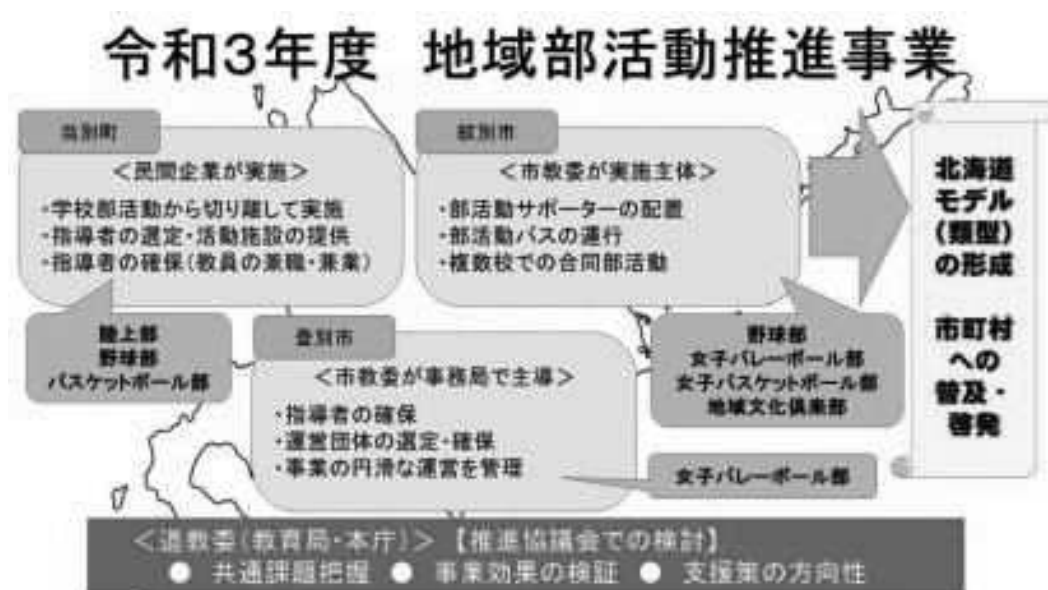 令和3年度 地域部活動推進事業
当別町
＜民間企業が実施＞
・学校部活動から切り離して実施
・指導者の選定・活動施設の提供
・指導者の確保(教員の兼職・兼業)
陸上部
野球部
バスケットボール部
紋別市
＜市教委が実施主体＞
・部活動サポーターの配置
・部活動バスの運行
・複数校での合同部活動
野球部
女子バレーボール部
女子バスケットボール部
地域文化倶楽部
登別市
＜市教委が事務局で主導＞
・指導者の確保
・運営団体の選定・確保
・事業の円滑な運営を管理
女子バレーボール部
北海道
モデル
(類型)
の形成
市町村
への
普及・
啓発
＜道教委(教育局・本庁)＞【推進協議会での検討】
● 共通課題把握 ● 事業効果の検証 ● 支援策の方向性